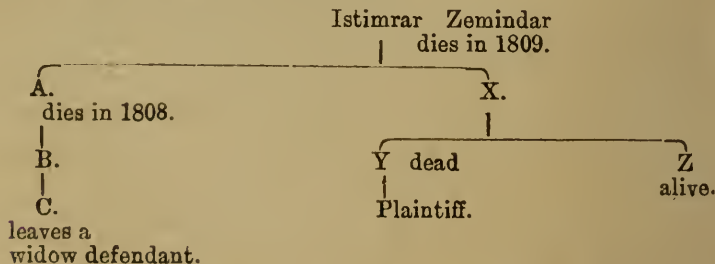 Istimrar Zemindar
dies in 1809.
A. X.
dies in 1808.
B. Y dead Z
alive.
C. Plaintiff.
leaves a
widow defendant.